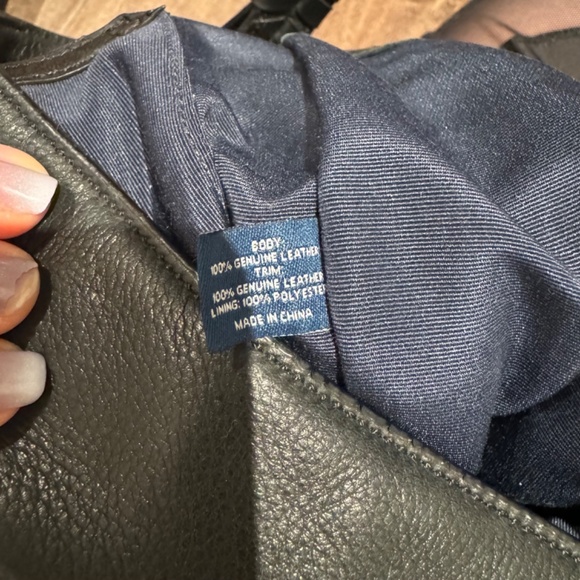 BODY:
100% GENUINE LEATHER
TRIM:
100% GENUINE LEATHER
LINING: 100% POLYESTER
MADE IN CHINA